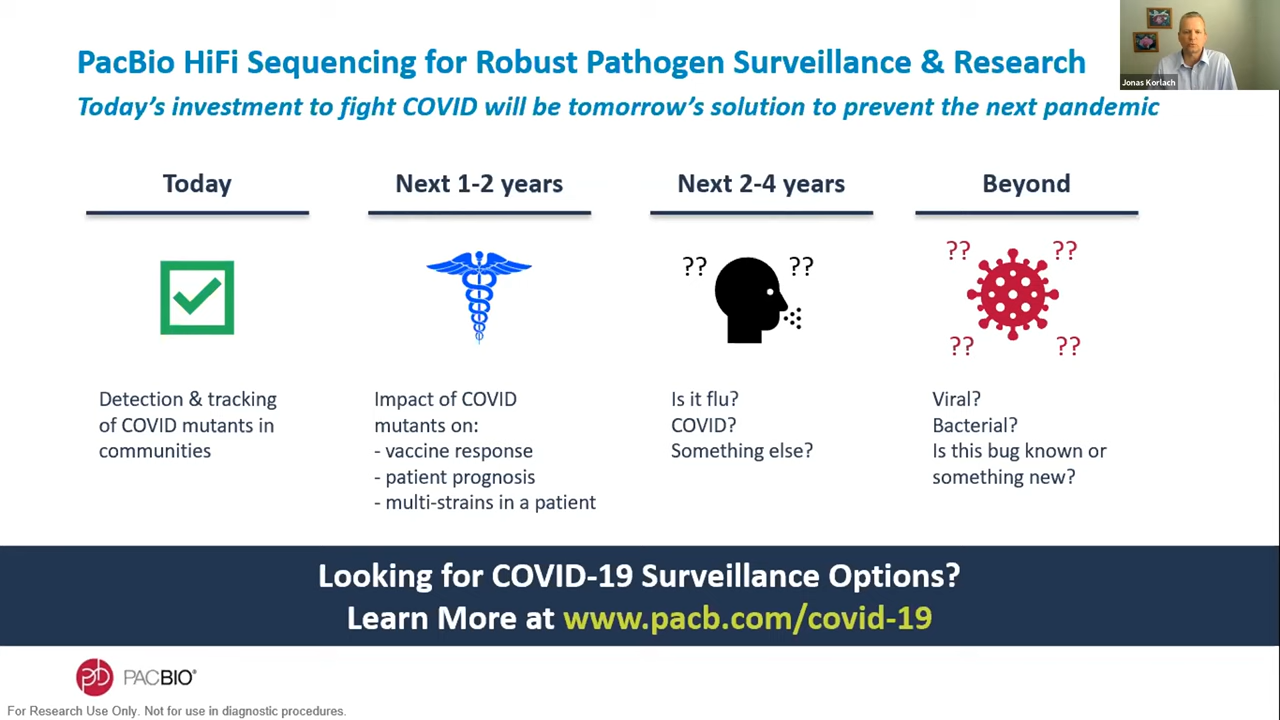 PacBio HiFi Sequencing for Robust Pathogen Surveillance & Research
Today's investment to fight COVID will be tomorrow's solution to prevent the next pandemic
Jonas Korlach
Today
Next 1-2 years
Next 2-4 years
Beyond
?? ??
?? ??
?? ??
Detection & tracking
of COVID mutants in
communities
Impact of COVID
mutants on:
- vaccine response
- patient prognosis
- multi-strains in a patient
Is it flu?
COVID?
Something else?
Viral?
Bacterial?
Is this bug known or
something new?
Looking for COVID-19 Surveillance Options?
Learn More at www.pacb.com/covid-19
PACBIO®
For Research Use Only. Not for use in diagnostic procedures.